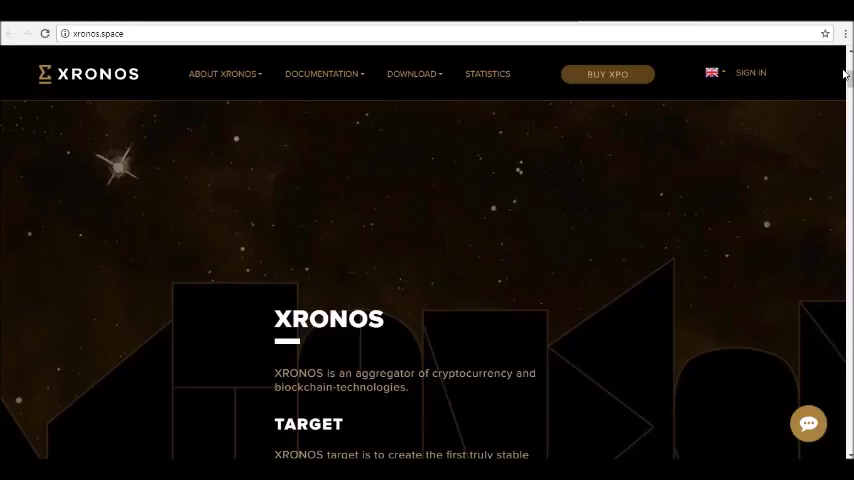 xronos.space
XRONOS
ABOUT XRONOS
DOCUMENTATION
DOWNLOAD
STATISTICS
BUY XPO
SIGN IN
XRONOS
XRONOS is an aggregator of cryptocurrency and
blockchain-technologies.
TARGET
XRONOS target is to create the first truly stable